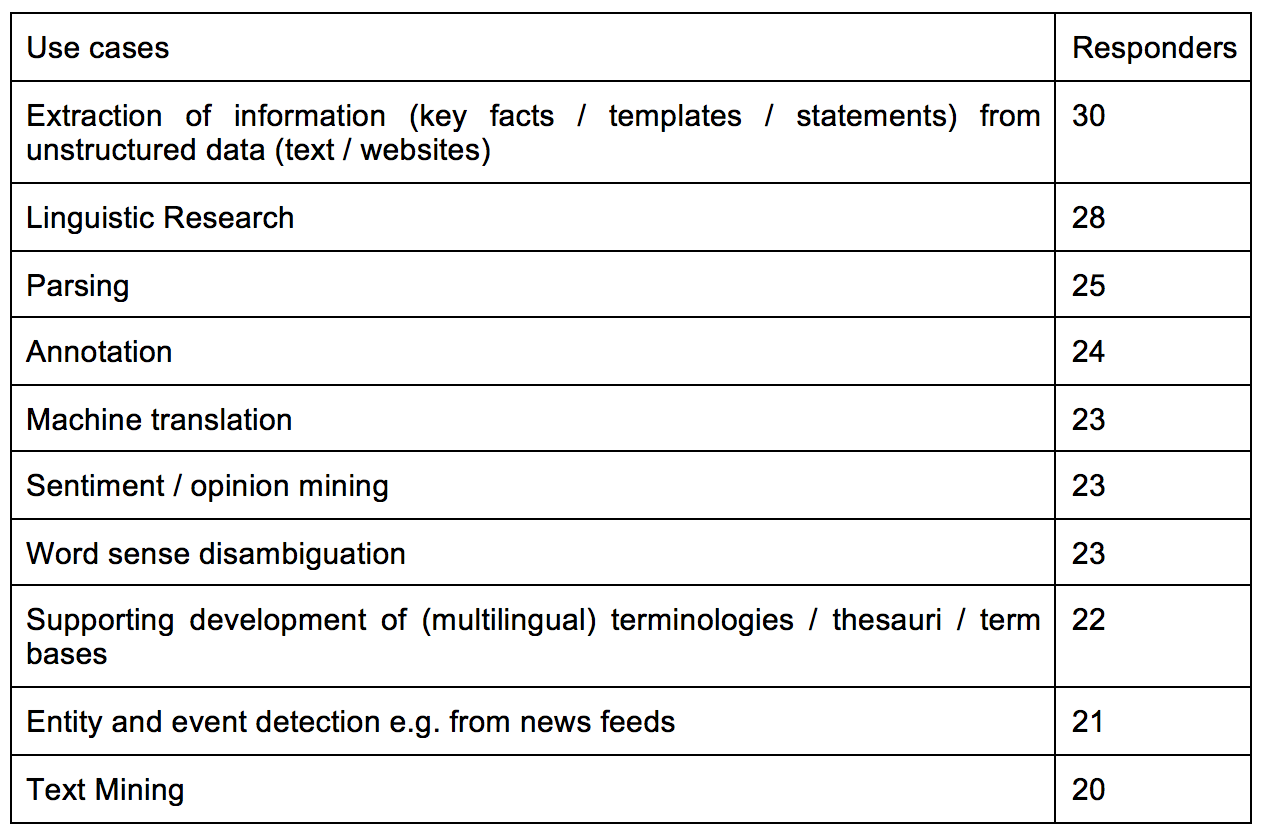 Use cases Responders
Extraction of information (key facts / templates / statements) from 30
unstructured data (text / websites)
Linguistic Research 28
Parsing 25
Annotation 24
Machine translation 23
Sentiment / opinion mining 23
Word sense disambiguation 23
Supporting development of (multilingual) terminologies / thesauri / term 22
bases
Entity and event detection e.g. from news feeds 21
Text Mining 20